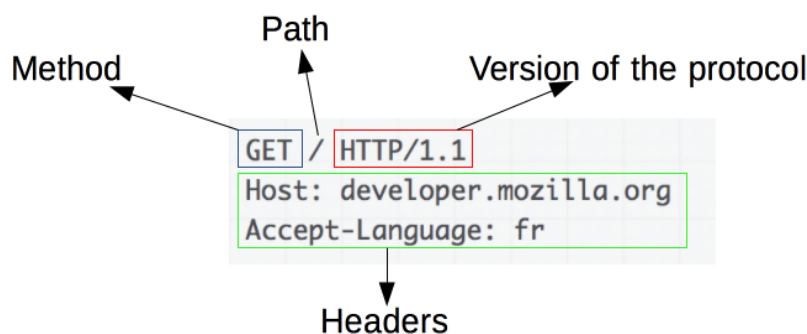 Path
Method
Version of the protocol
GET / HTTP/1.1
Host: developer.mozilla.org
Accept-Language: fr
Headers